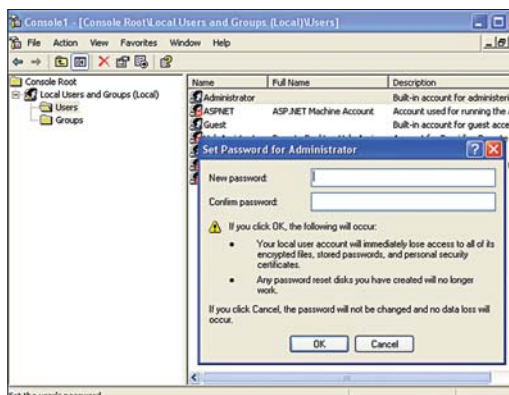 Console1 - [Console Root\Local Users and Groups (Local)\Users]
File Action View Favorites Window Help
Console Root
Local Users and Groups (Local)
Users
Groups
Name Full Name Description
Administrator Built-in account for administeri
ASPNET ASP.NET Machine Account Account used for running the
Guest Built-in account for guest acce
Set Password for Administrator
New password:
Confirm password:
If you click OK, the following will occur:
• Your local user account will immediately lose access to all of its
encrypted files, stored passwords, and personal security
certificates.
• Any password reset disks you have created will no longer
work.
If you click Cancel, the password will not be changed and no data loss will
occur.
OK Cancel